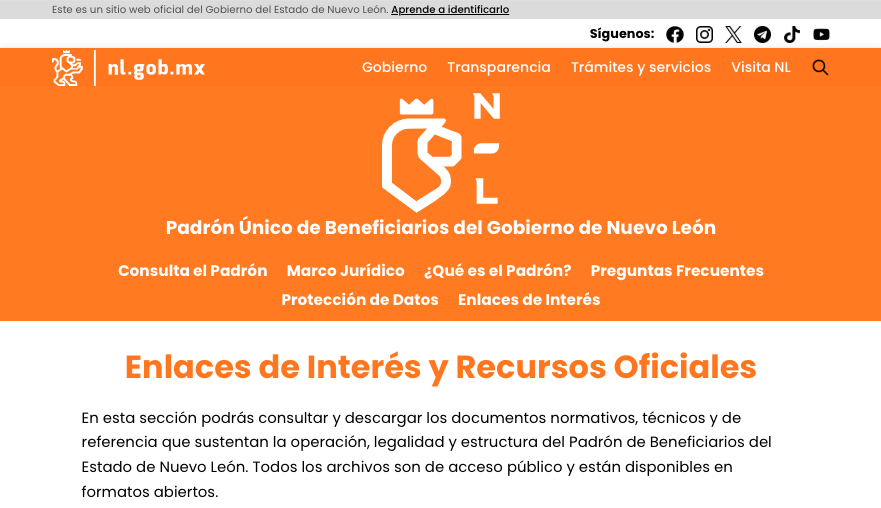 Este es un sitio web oficial del Gobierno del Estado de Nuevo León. Aprende a identificarlo
Síguenos:
nl.gob.mx
Gobierno Transparencia Trámites y servicios Visita NL
N
L
Padrón Único de Beneficiarios del Gobierno de Nuevo León
Consulta el Padrón Marco Jurídico ¿Qué es el Padrón? Preguntas Frecuentes
Protección de Datos Enlaces de Interés
Enlaces de Interés y Recursos Oficiales
En esta sección podrás consultar y descargar los documentos normativos, técnicos y de
referencia que sustentan la operación, legalidad y estructura del Padrón de Beneficiarios del
Estado de Nuevo León. Todos los archivos son de acceso público y están disponibles en
formatos abiertos.